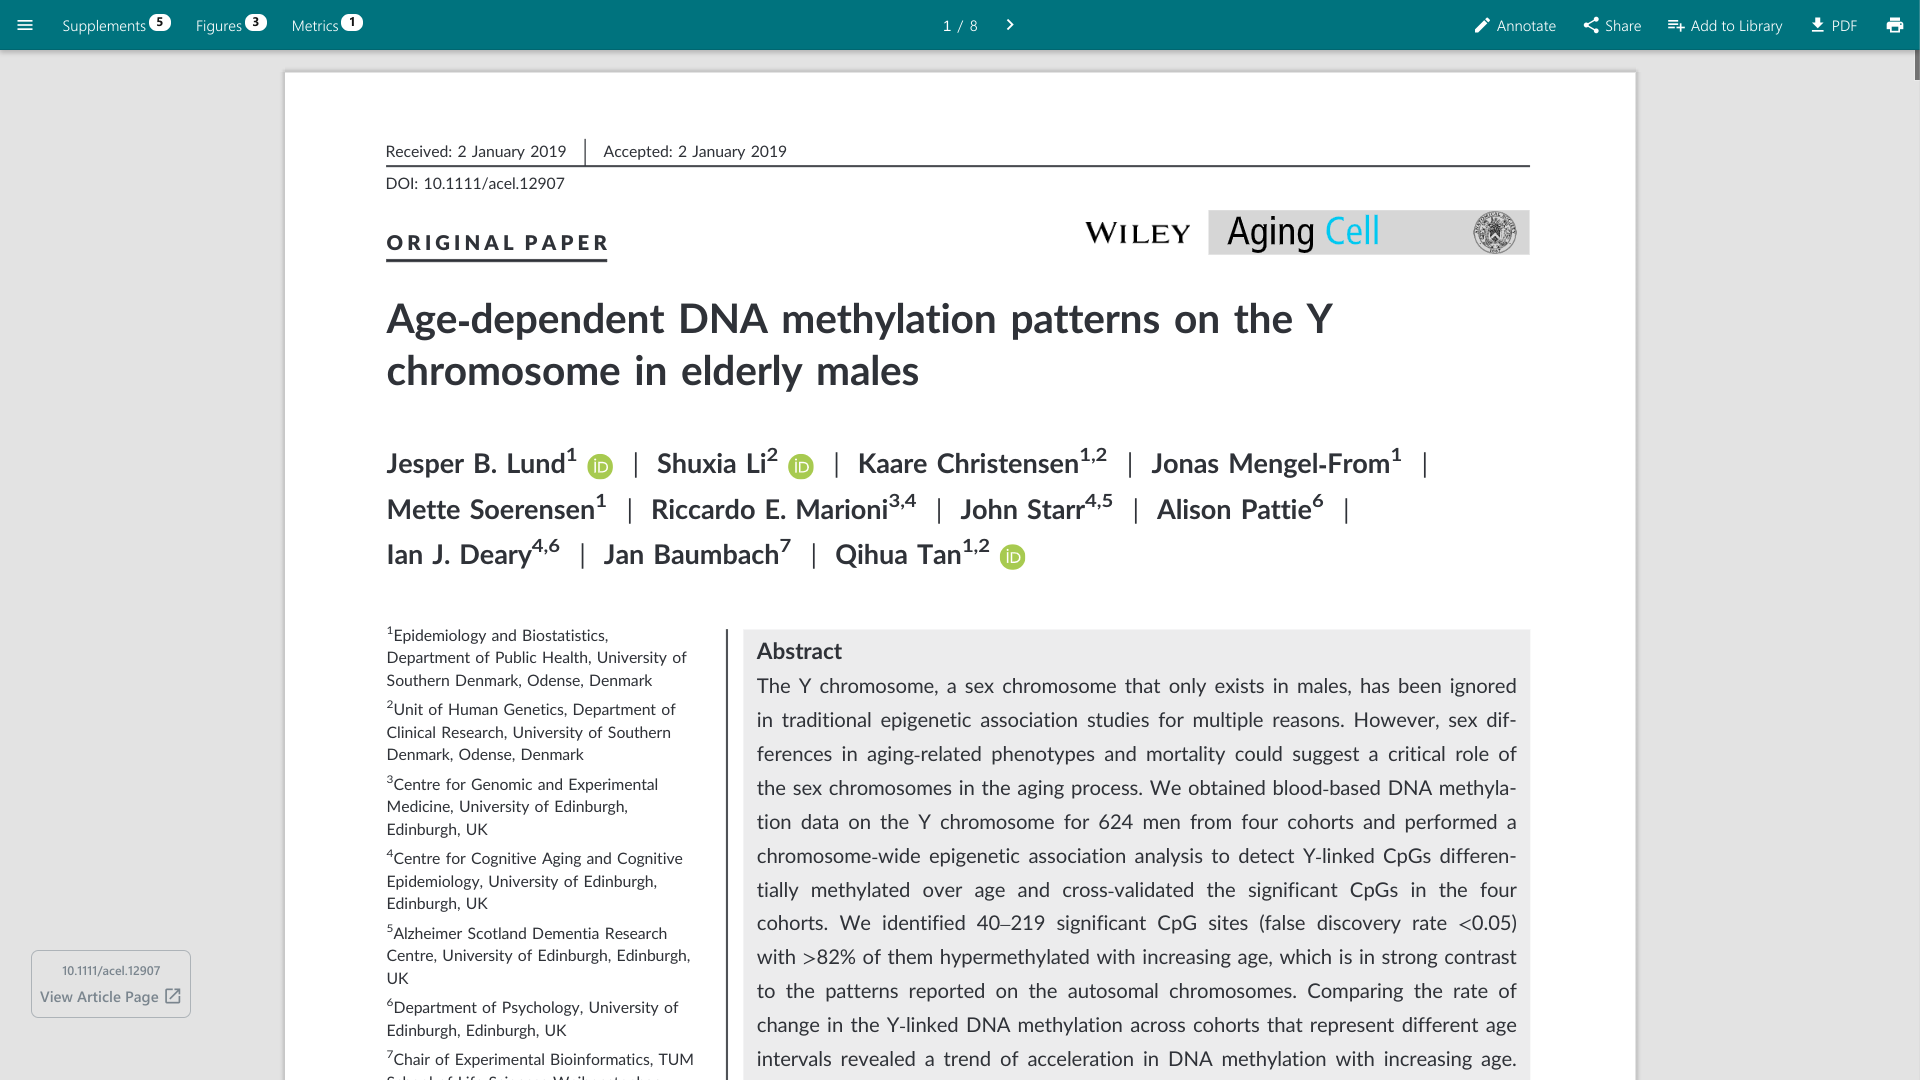 Supplements 5 Figures 3 Metrics 1 1 / 8 Annotate Share Add to Library PDF
Received: 2 January 2019 | Accepted: 2 January 2019
DOI: 10.1111/acel.12907
ORIGINAL PAPER
WILEY Aging Cell
Age-dependent DNA methylation patterns on the Y
chromosome in elderly males
Jesper B. Lund1 iD | Shuxia Li2 iD | Kaare Christensen1,2 | Jonas Mengel-From1 |
Mette Soerensen1 | Riccardo E. Marioni3,4 | John Starr4,5 | Alison Pattie6 |
Ian J. Deary4,6 | Jan Baumbach7 | Qihua Tan1,2 iD
1Epidemiology and Biostatistics,
Department of Public Health, University of
Southern Denmark, Odense, Denmark
2Unit of Human Genetics, Department of
Clinical Research, University of Southern
Denmark, Odense, Denmark
3Centre for Genomic and Experimental
Medicine, University of Edinburgh,
Edinburgh, UK
4Centre for Cognitive Aging and Cognitive
Epidemiology, University of Edinburgh,
Edinburgh, UK
5Alzheimer Scotland Dementia Research
Centre, University of Edinburgh, Edinburgh,
UK
6Department of Psychology, University of
Edinburgh, Edinburgh, UK
7Chair of Experimental Bioinformatics, TUM
Abstract
The Y chromosome, a sex chromosome that only exists in males, has been ignored
in traditional epigenetic association studies for multiple reasons. However, sex dif-
ferences in aging-related phenotypes and mortality could suggest a critical role of
the sex chromosomes in the aging process. We obtained blood-based DNA methyla-
tion data on the Y chromosome for 624 men from four cohorts and performed a
chromosome-wide epigenetic association analysis to detect Y-linked CpGs differen-
tially methylated over age and cross-validated the significant CpGs in the four
cohorts. We identified 40–219 significant CpG sites (false discovery rate <0.05)
with >82% of them hypermethylated with increasing age, which is in strong contrast
to the patterns reported on the autosomal chromosomes. Comparing the rate of
change in the Y-linked DNA methylation across cohorts that represent different age
intervals revealed a trend of acceleration in DNA methylation with increasing age.
10.1111/acel.12907
View Article Page